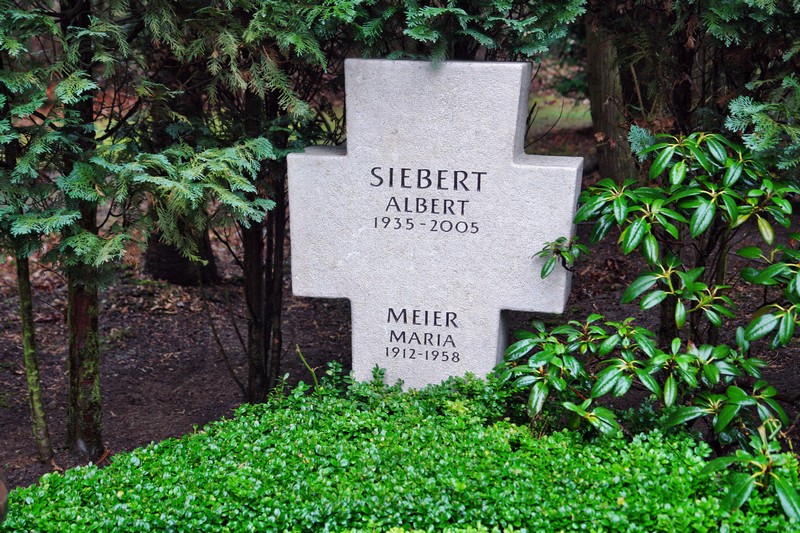 SIEBERT
ALBERT
1935-2005
MEIER
MARIA
1912-1958